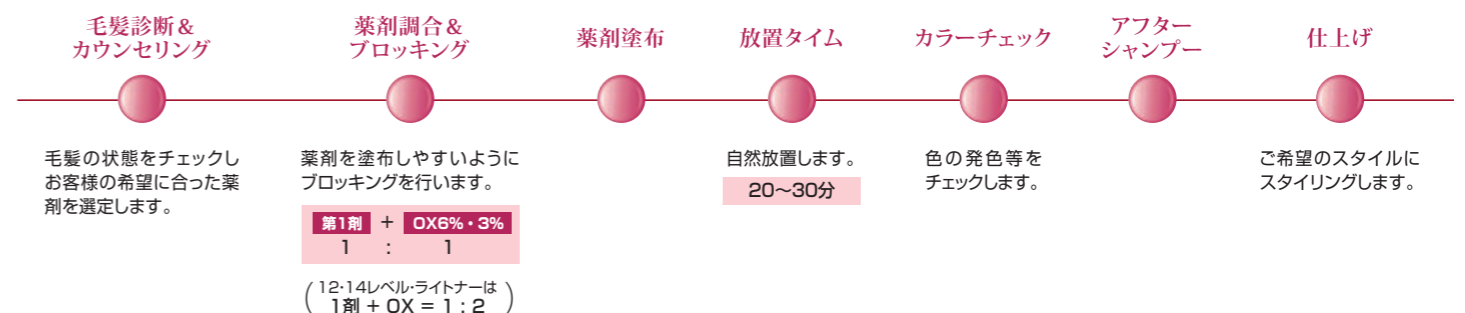 毛髪診断&
カウンセリング
薬剤調合&
ブロッキング
薬剤塗布
放置タイム
カラーチェック
アフター
シャンプー
仕上げ
毛髪の状態をチェックし
お客様の希望に合った薬
剤を選定します。
薬剤を塗布しやすいように
ブロッキングを行います。
第1剤 + OX6%・3%
1 : 1
(12・14レベル・ライトナーは
1剤 + OX = 1 : 2)
自然放置します。
20〜30分
色の発色等を
チェックします。
ご希望のスタイルに
スタイリングします。